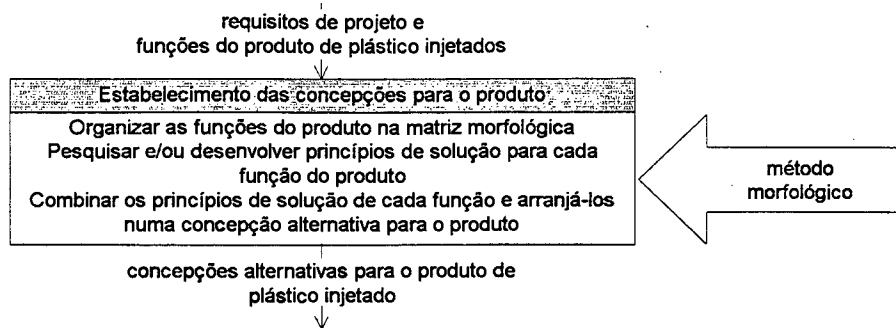 requisitos de projeto e
funções do produto de plástico injetados
Estabelecimento das concepções para o produto
Organizar as funções do produto na matriz morfológica
Pesquisar e/ou desenvolver princípios de solução para cada
função do produto
Combinar os princípios de solução de cada função e arranjá-los
numa concepção alternativa para o produto
método
morfológico
concepções alternativas para o produto de
plástico injetado